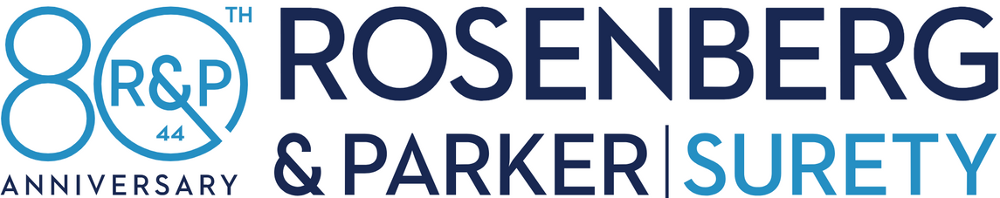 80TH
R&P
44
ANNIVERSARY
ROSENBERG
& PARKER | SURETY